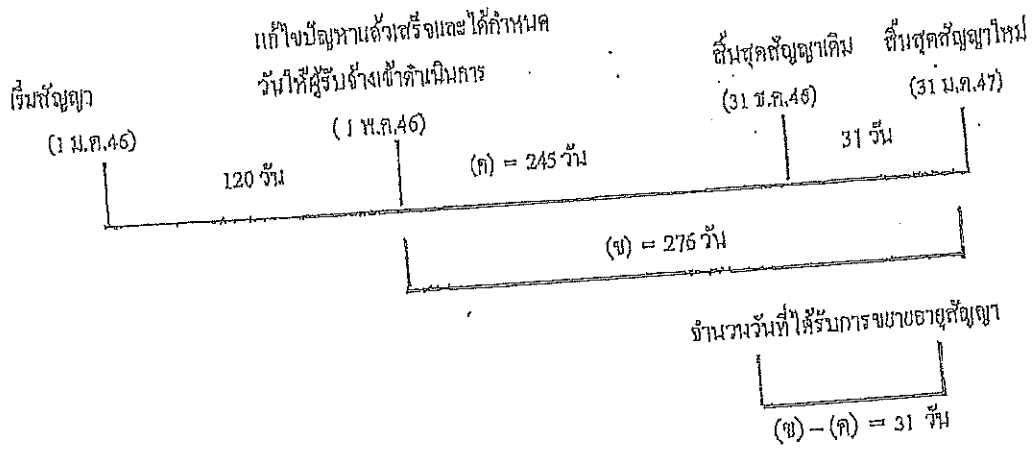 แก้ไขปัญหาแล้วเสร็จและได้กำหนด
วันให้ผู้รับจ้างเข้าดำเนินการ
เริ่มสัญญา
(1 ม.ค.46)
(1 พ.ค.46)
สิ้นสุดสัญญาเดิม
(31 ธ.ค.46)
สิ้นสุดสัญญาใหม่
(31 ม.ค.47)
120 วัน
(ค) = 245 วัน
31 วัน
(ข) = 276 วัน
จำนวนวันที่ได้รับการขยายอายุสัญญา
(ข) – (ค) = 31 วัน